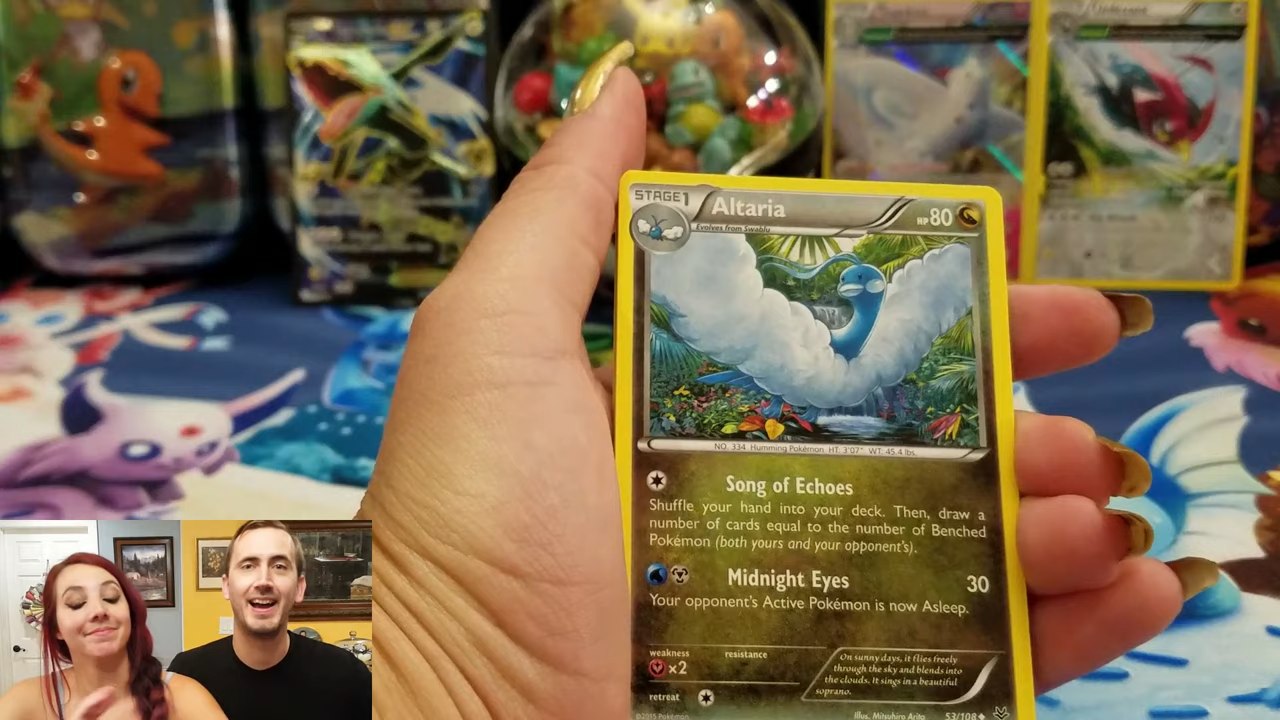 STAGE1
Altaria
HP80
Evolves from Swablu
NO. 334 Humming Pokémon HT. 3'07" WT. 45.4 lbs.
Song of Echoes
Shuffle your hand into your deck. Then, draw a
number of cards equal to the number of Benched
Pokémon (both yours and your opponent's).
Midnight Eyes 30
Your opponent's Active Pokémon is now Asleep.
weakness resistance
×2
retreat
On sunny days, it flies freely
through the sky and blends into
the clouds. It sings in a beautiful
soprano.
©2015 Pokémon
Illus. Mitsuhiro Arita
53/108